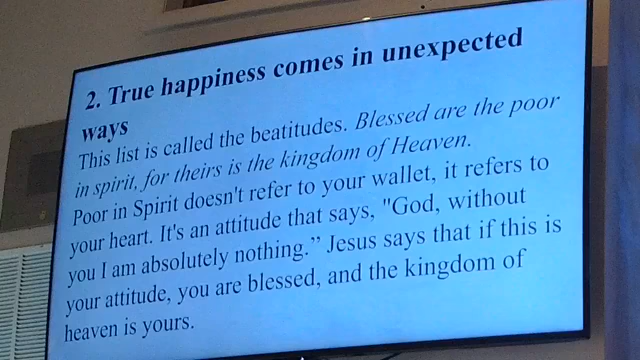 2. True happiness comes in unexpected
ways
This list is called the beatitudes. Blessed are the poor
in spirit, for theirs is the kingdom of Heaven.
Poor in Spirit doesn't refer to your wallet, it refers to
your heart. It's an attitude that says, "God, without
you I am absolutely nothing.” Jesus says that if this is
your attitude, you are blessed, and the kingdom of
heaven is yours.